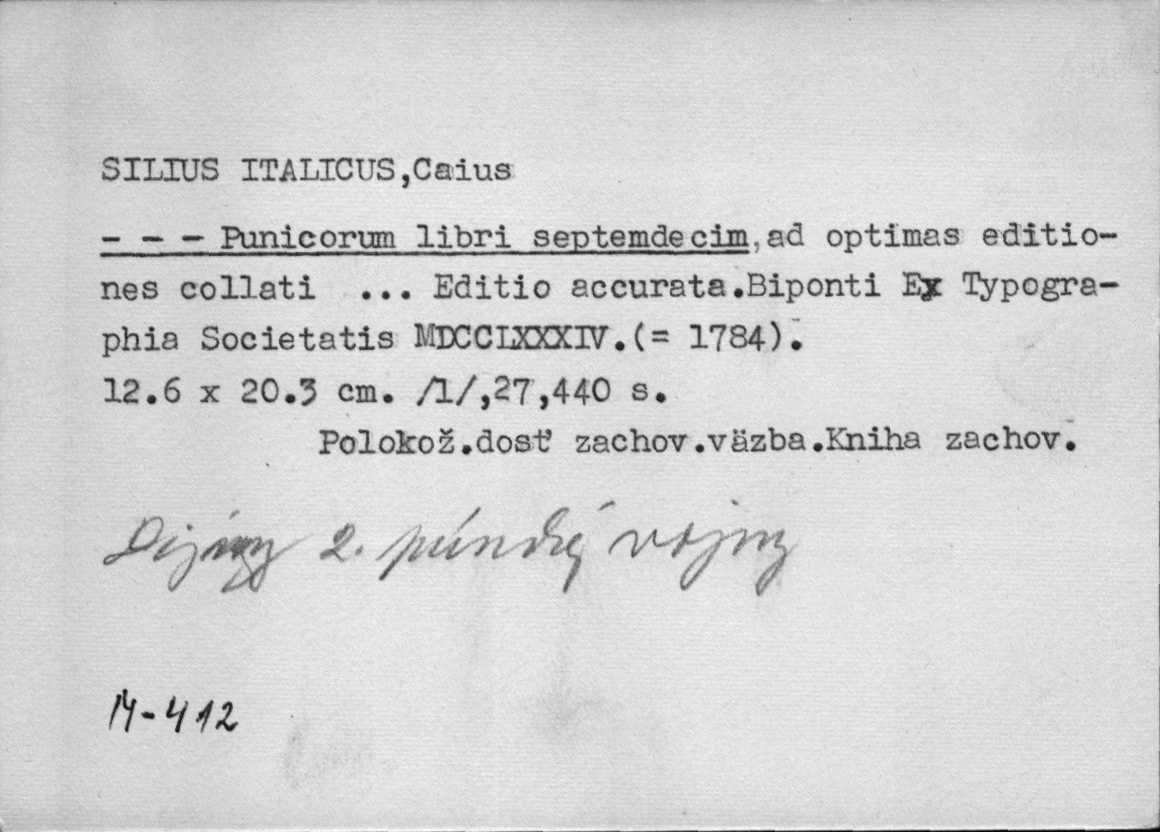 SILIUS ITALICUS,Caius
- - - Punicorum libri septemdecim,ad optimas editio-
nes collati ... Editio accurata.Biponti Ex Typogra-
phia Societatis MDCCLXXXIV.(= 1784).
12.6 x 20.3 cm. /1/,27,440 s.
Polokož.dosť zachov.väzba.Kniha zachov.
Dejiny 2. púnskej vojny
M-412